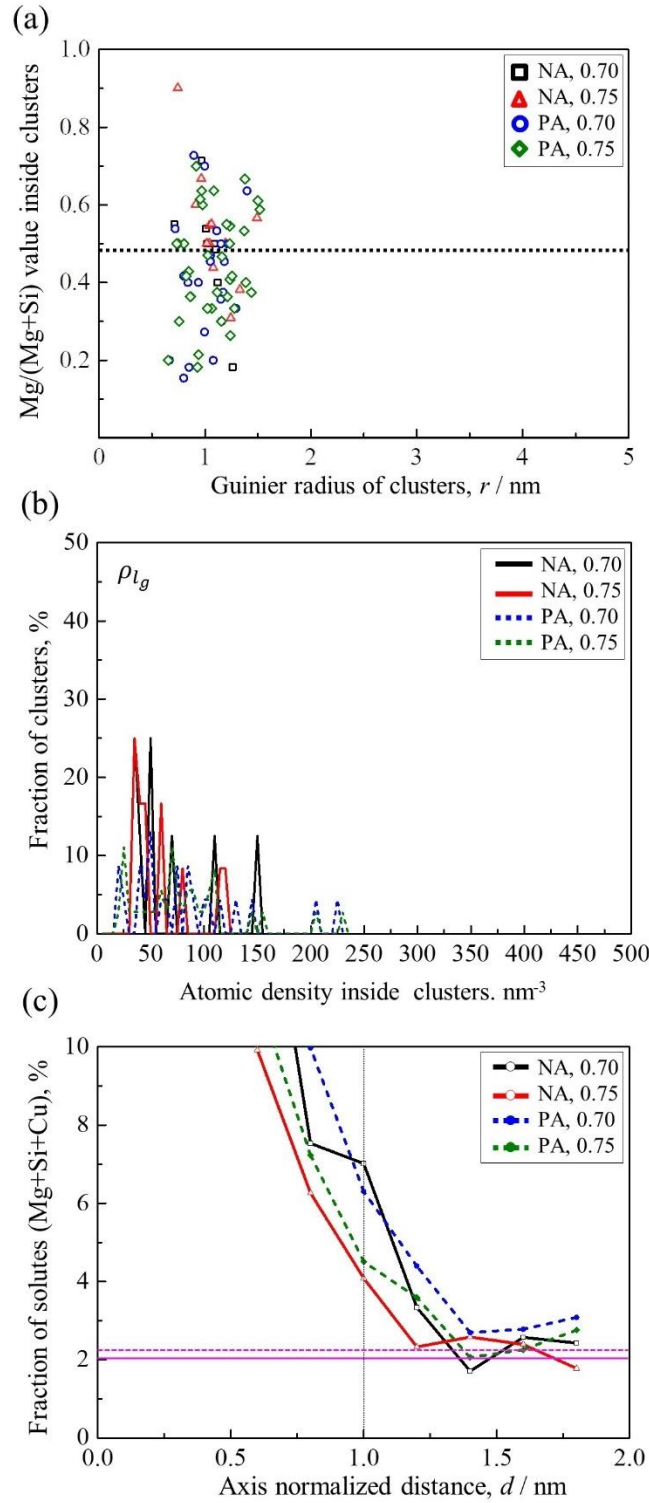 (a)
1.0
0.8
0.6
0.4
0.2
Mg/(Mg+Si) value inside clusters
NA, 0.70
NA, 0.75
PA, 0.70
PA, 0.75
0 1 2 3 4 5
Guinier radius of clusters, r / nm
(b)
50
40
30
20
10
0
Fraction of clusters, %
ρlg
NA, 0.70
NA, 0.75
PA, 0.70
PA, 0.75
0 50 100 150 200 250 300 350 400 450 500
Atomic density inside clusters. nm-3
(c)
10
8
6
4
2
0
Fraction of solutes (Mg+Si+Cu), %
NA, 0.70
NA, 0.75
PA, 0.70
PA, 0.75
0.0 0.5 1.0 1.5 2.0
Axis normalized distance, d / nm